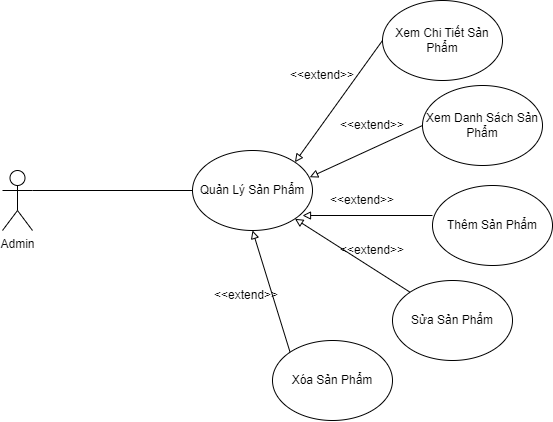 Xem Chi Tiết Sản
Phẩm
<<extend>>
Xem Danh Sách Sản
Phẩm
<<extend>>
Quản Lý Sản Phẩm
<<extend>>
Thêm Sản Phẩm
Admin
<<extend>>
<<extend>>
Sửa Sản Phẩm
Xóa Sản Phẩm